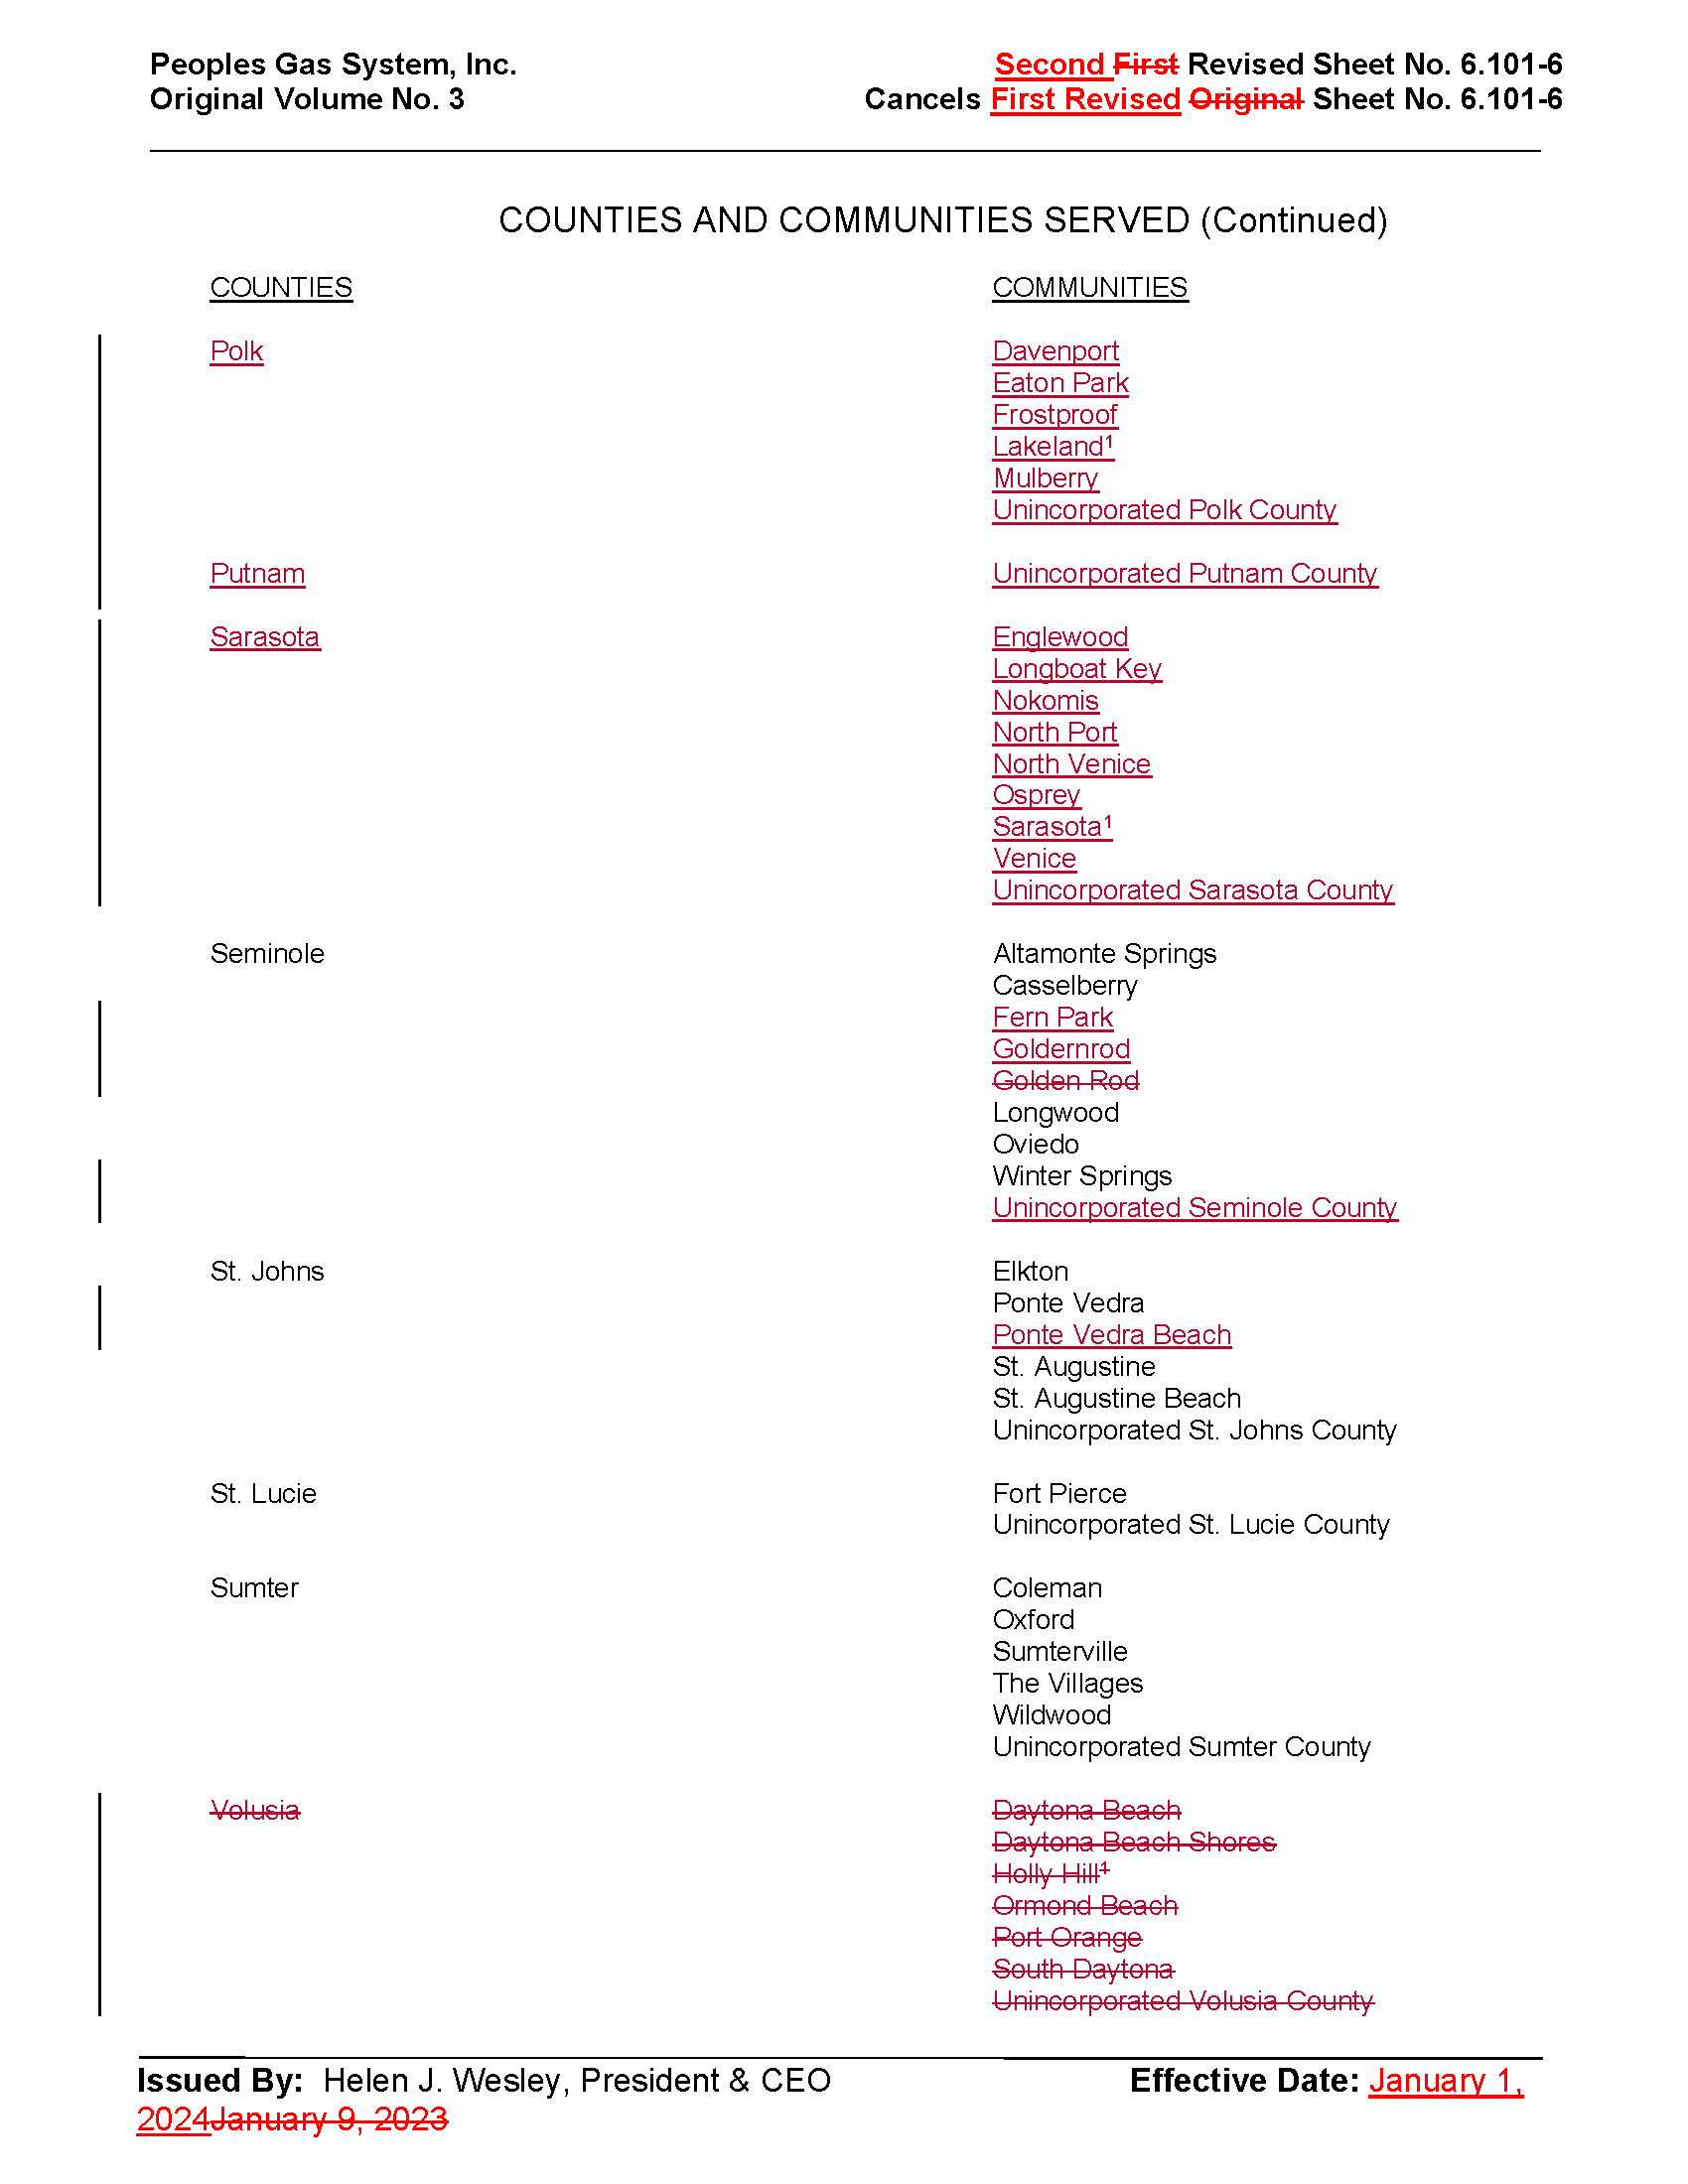 Peoples Gas System, Inc. Second First Revised Sheet No. 6.101-6
Original Volume No. 3 Cancels First Revised Original Sheet No. 6.101-6
COUNTIES AND COMMUNITIES SERVED (Continued)
COUNTIES COMMUNITIES
Polk Davenport
Eaton Park
Frostproof
Lakeland¹
Mulberry
Unincorporated Polk County
Putnam Unincorporated Putnam County
Sarasota Englewood
Longboat Key
Nokomis
North Port
North Venice
Osprey
Sarasota¹
Venice
Unincorporated Sarasota County
Seminole Altamonte Springs
Casselberry
Fern Park
Goldernrod
Golden Rod
Longwood
Oviedo
Winter Springs
Unincorporated Seminole County
St. Johns Elkton
Ponte Vedra
Ponte Vedra Beach
St. Augustine
St. Augustine Beach
Unincorporated St. Johns County
St. Lucie Fort Pierce
Unincorporated St. Lucie County
Sumter Coleman
Oxford
Sumterville
The Villages
Wildwood
Unincorporated Sumter County
Volusia Daytona Beach
Daytona Beach Shores
Holly Hill¹
Ormond Beach
Port Orange
South Daytona
Unincorporated Volusia County
Issued By: Helen J. Wesley, President & CEO Effective Date: January 1,
2024January 9, 2023